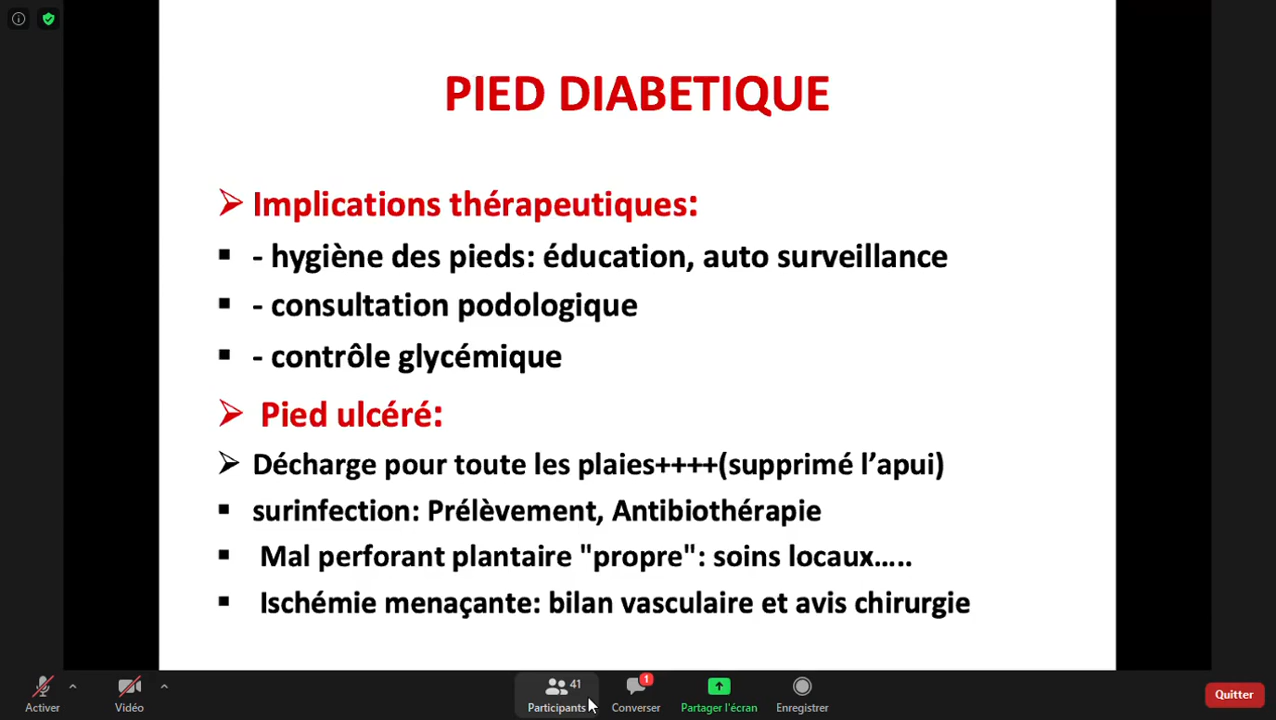 PIED DIABETIQUE
➢ Implications thérapeutiques:
▪ - hygiène des pieds: éducation, auto surveillance
▪ - consultation podologique
▪ - contrôle glycémique
➢ Pied ulcéré:
➢ Décharge pour toute les plaies++++(supprimé l’apui)
▪ surinfection: Prélèvement, Antibiothérapie
▪ Mal perforant plantaire "propre": soins locaux…..
▪ Ischémie menaçante: bilan vasculaire et avis chirurgie
41
1
Activer
Vidéo
Participants
Converser
Partager l'écran
Enregistrer
Quitter